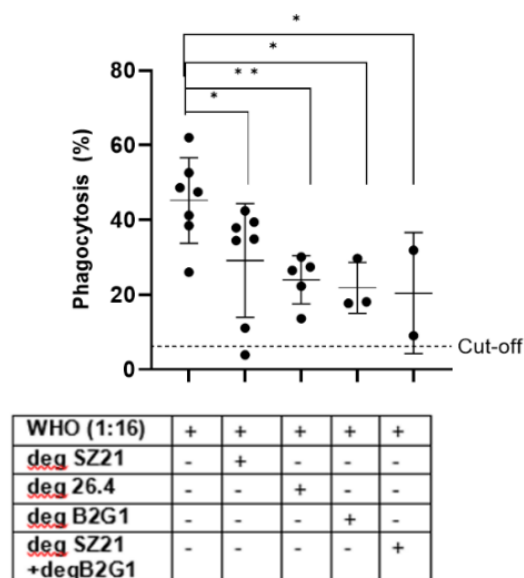 *
*
* *
*
80
60
40
20
0
Phagocytosis (%)
Cut-off
WHO (1:16) + + + + +
deg SZ21 - + - - -
deg 26.4 - - + - -
deg B2G1 - - - + -
deg SZ21 - - - - +
+degB2G1